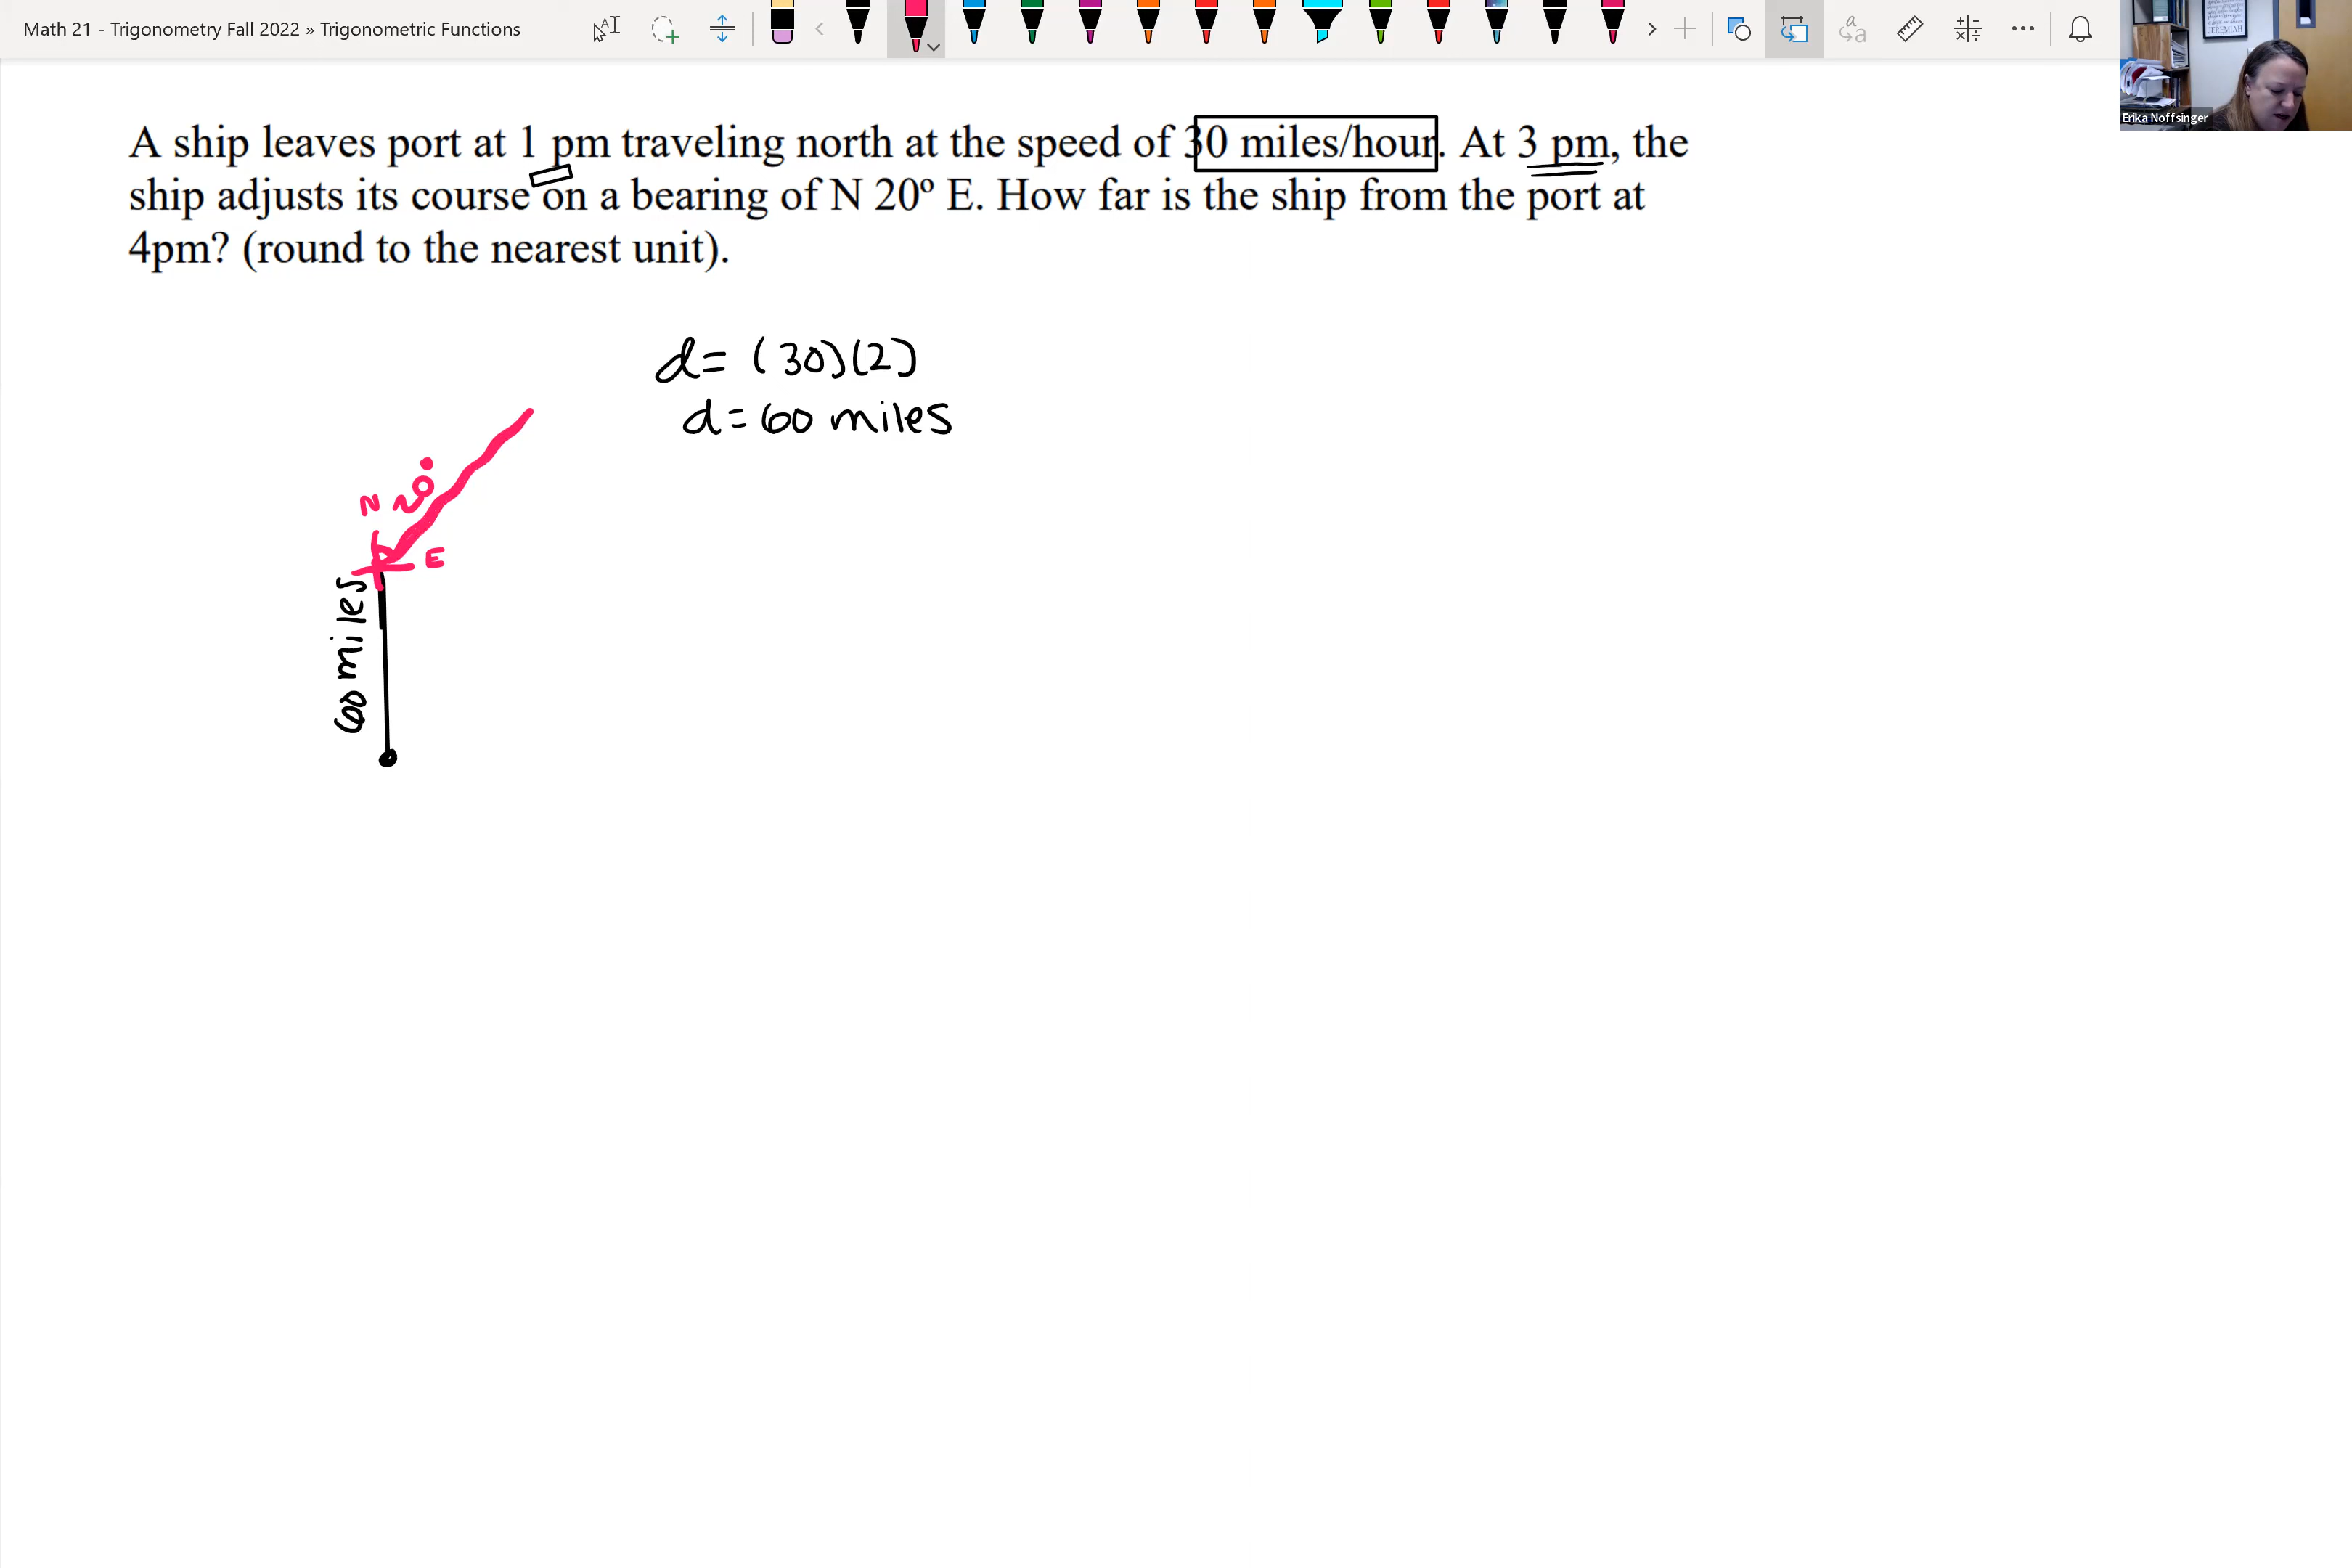 Math 21 - Trigonometry Fall 2022 » Trigonometric Functions
JEREMIAH
Erika Noffsinger
A ship leaves port at 1 pm traveling north at the speed of 30 miles/hour. At 3 pm, the
ship adjusts its course on a bearing of N 20º E. How far is the ship from the port at
4pm? (round to the nearest unit).
d = (30)(2)
d = 60 miles
N 20°
E
60 miles